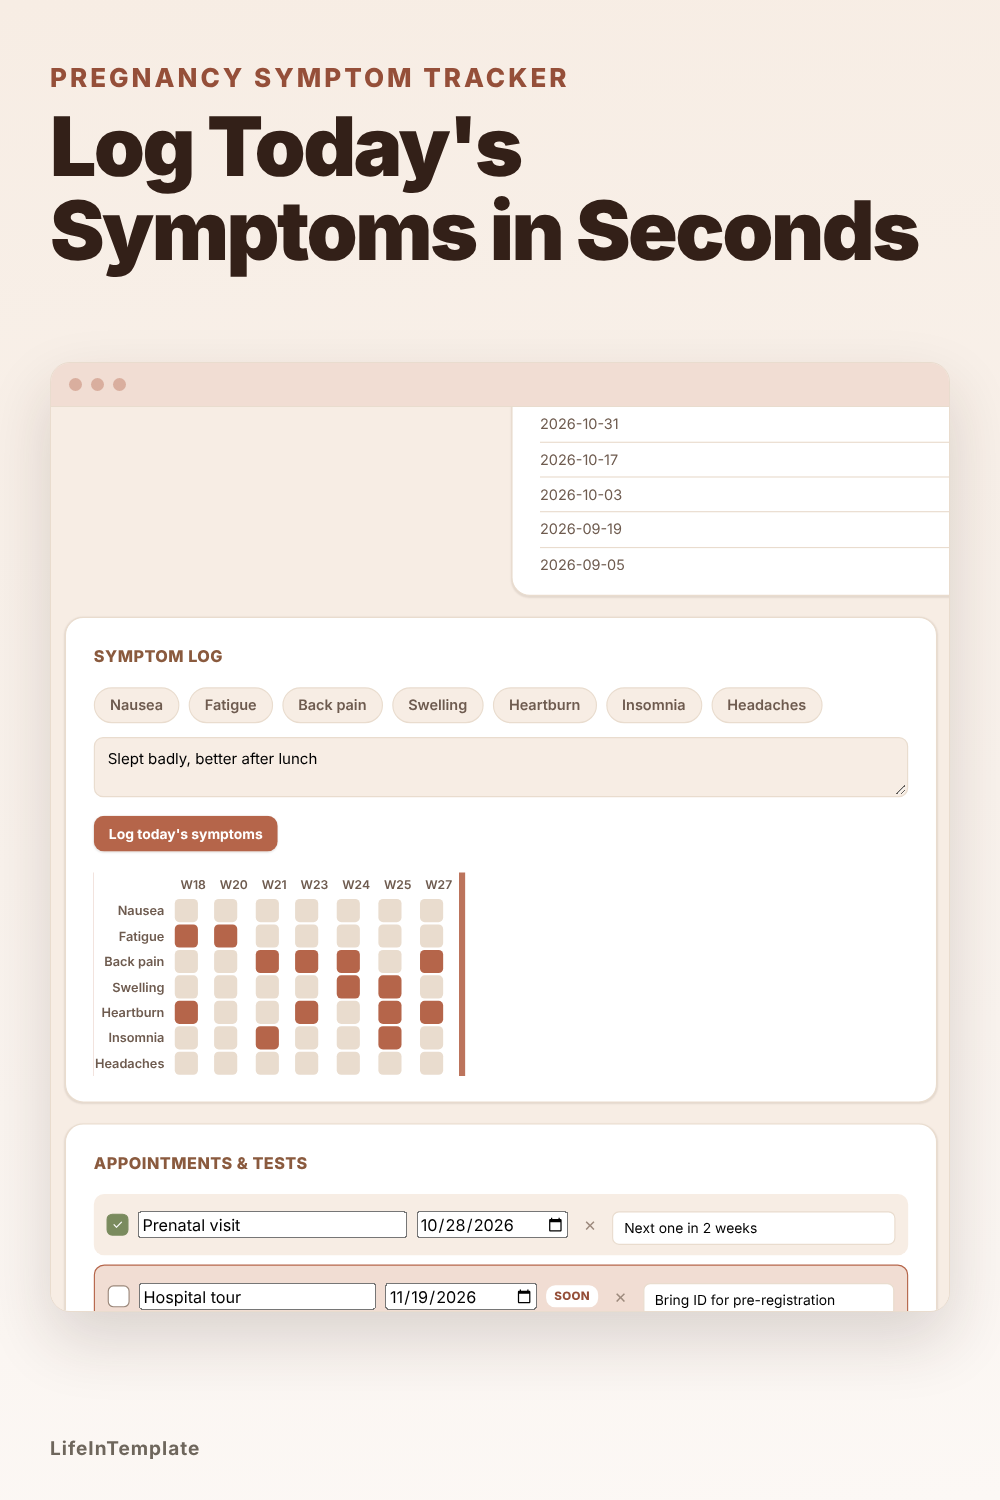 PREGNANCY SYMPTOM TRACKER
Log Today's
Symptoms in Seconds
2026-10-31
2026-10-17
2026-10-03
2026-09-19
2026-09-05
SYMPTOM LOG
Nausea Fatigue Back pain Swelling Heartburn Insomnia Headaches
Slept badly, better after lunch
Log today's symptoms
W18 W20 W21 W23 W24 W25 W27
Nausea
Fatigue
Back pain
Swelling
Heartburn
Insomnia
Headaches
APPOINTMENTS & TESTS
Prenatal visit 10/28/2026 × Next one in 2 weeks
Hospital tour 11/19/2026 SOON × Bring ID for pre-registration
LifeInTemplate